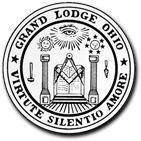 GRAND LODGE OHIO
VIRTUTE SILENTIO AMORE